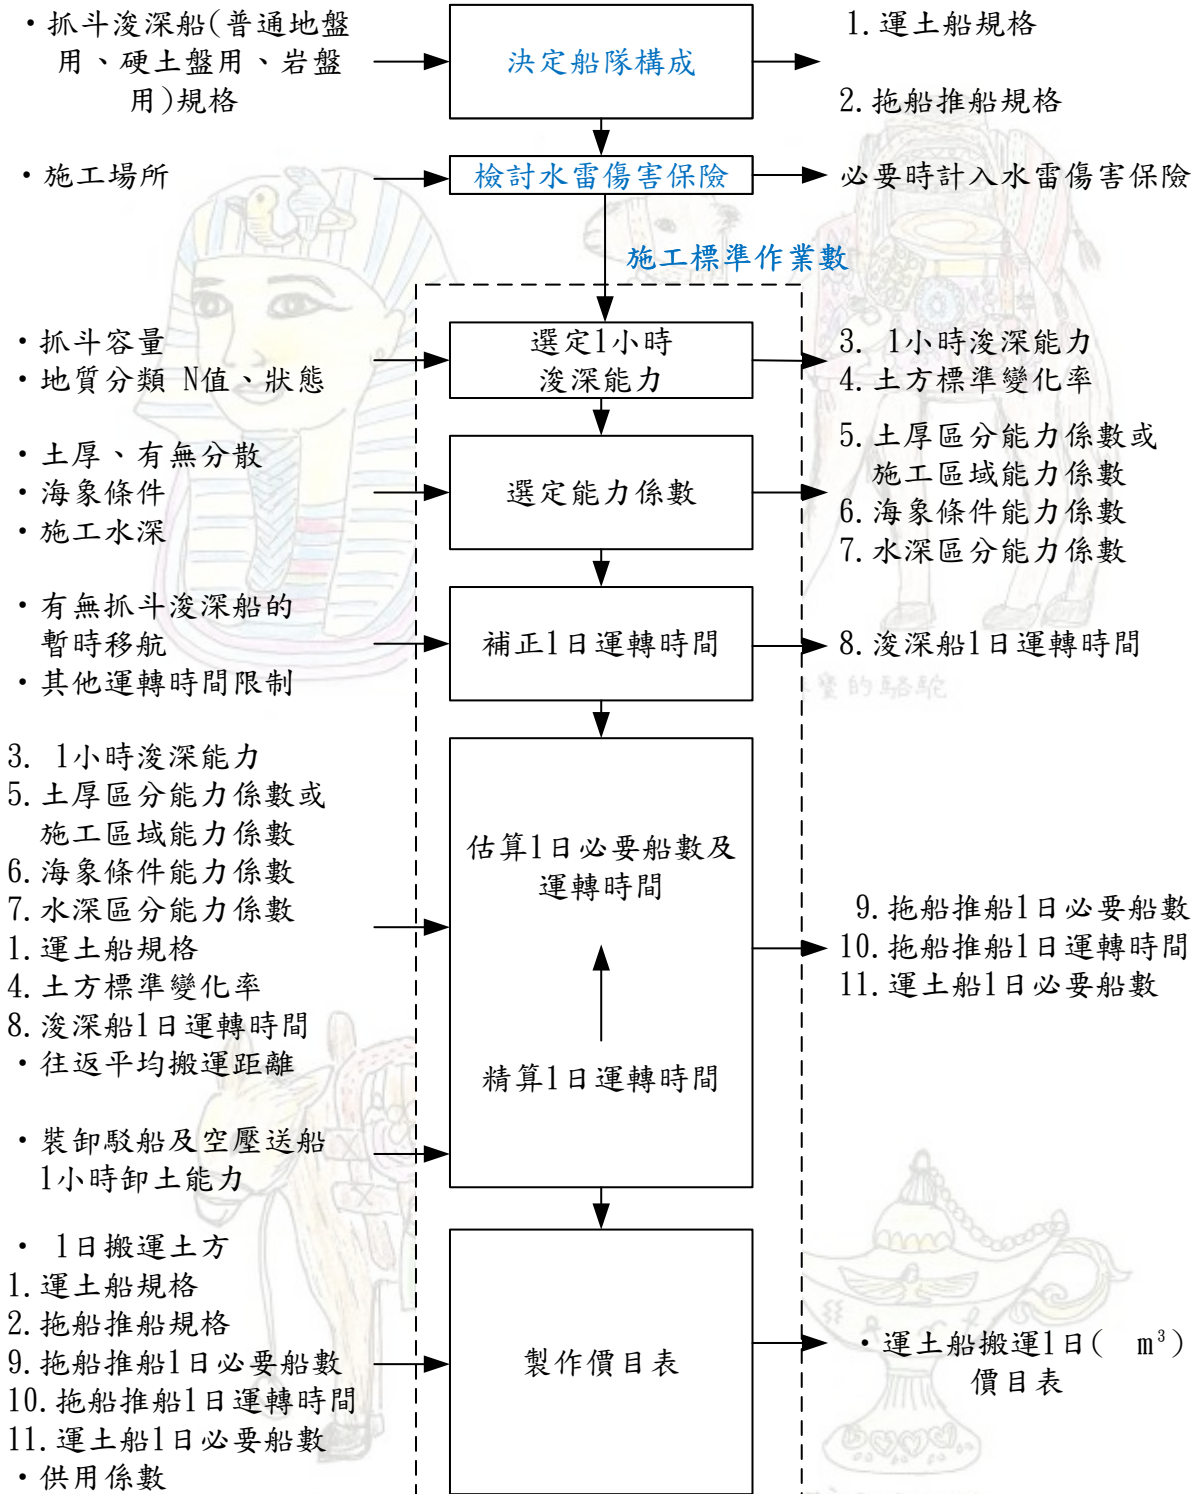 ・抓斗浚深船(普通地盤
用、硬土盤用、岩盤
用)規格
決定船隊構成
1.運土船規格
2.拖船推船規格
・施工場所
檢討水雷傷害保險
必要時計入水雷傷害保險
施工標準作業數
・抓斗容量
・地質分類 N值、狀態
選定1小時
浚深能力
3. 1小時浚深能力
4.土方標準變化率
・土厚、有無分散
・海象條件
・施工水深
選定能力係數
5.土厚區分能力係數或
施工區域能力係數
6.海象條件能力係數
7.水深區分能力係數
・有無抓斗浚深船的
暫時移航
・其他運轉時間限制
補正1日運轉時間
8.浚深船1日運轉時間
的駱駝
3. 1小時浚深能力
5.土厚區分能力係數或
施工區域能力係數
6.海象條件能力係數
7.水深區分能力係數
1.運土船規格
4.土方標準變化率
8.浚深船1日運轉時間
・往返平均搬運距離
・裝卸駁船及空壓送船
1小時卸土能力
估算1日必要船數及
運轉時間
精算1日運轉時間
9.拖船推船1日必要船數
10.拖船推船1日運轉時間
11.運土船1日必要船數
・ 1日搬運土方
1.運土船規格
2.拖船推船規格
9.拖船推船1日必要船數
10.拖船推船1日運轉時間
11.運土船1日必要船數
・供用係數
製作價目表
・運土船搬運1日( m³)
價目表